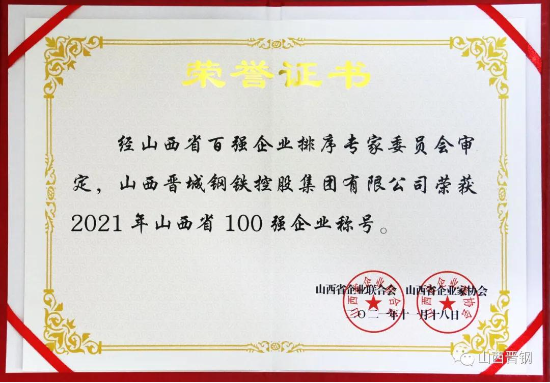 荣誉证书
经山西省百强企业排序专家委员会审
定，山西晋城钢铁控股集团有限公司荣获
2021年山西省100强企业称号。
山西省企业联合会 山西省企业家协会
二〇二一年十一月十八日
山西晋钢